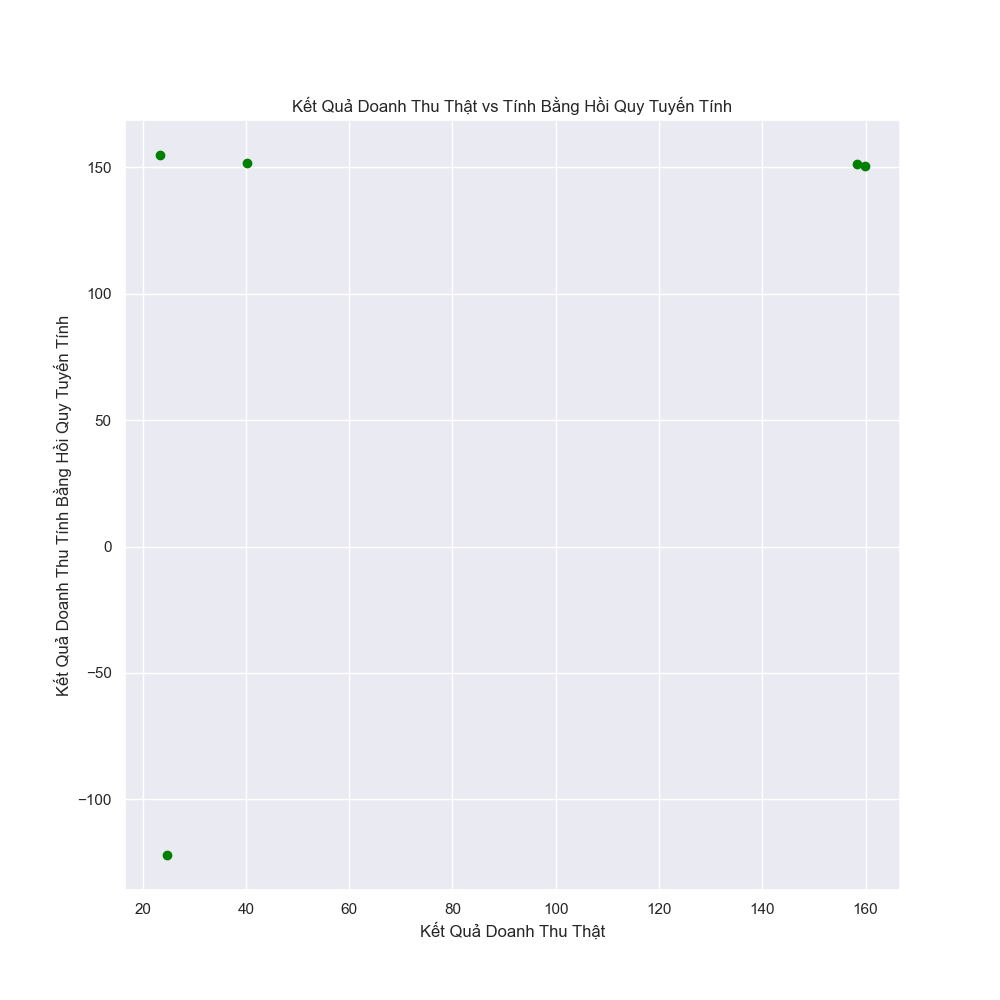 Kết Quả Doanh Thu Thật vs Tính Bằng Hồi Quy Tuyến Tính
Kết Quả Doanh Thu Tính Bằng Hồi Quy Tuyến Tính
150
100
50
0
−50
−100
20 40 60 80 100 120 140 160
Kết Quả Doanh Thu Thật